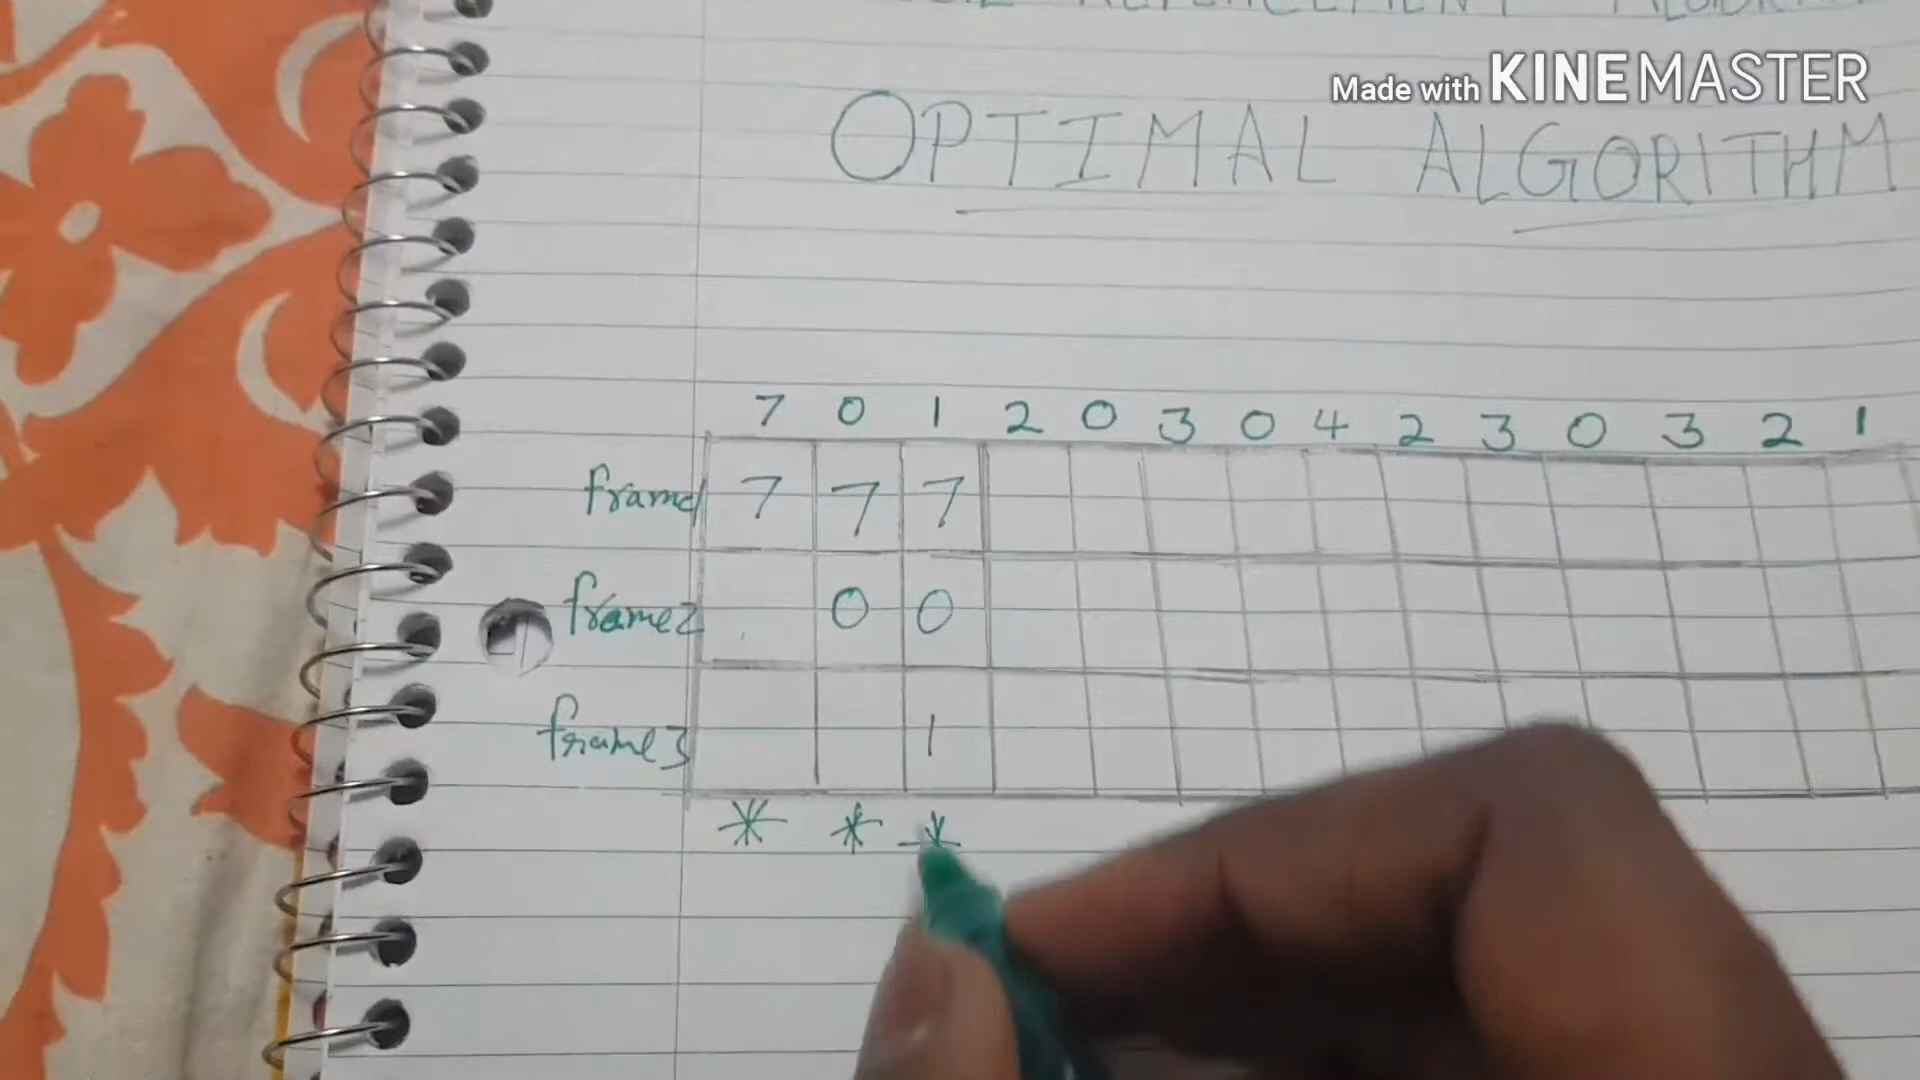 REPLACEMENT
Made with KINEMASTER
OPTIMAL ALGORITHM
7 0 1 2 0 3 0 4 2 3 0 3 2 1
frame1 7 7 7
frame2 0 0
frame3 1
* * *